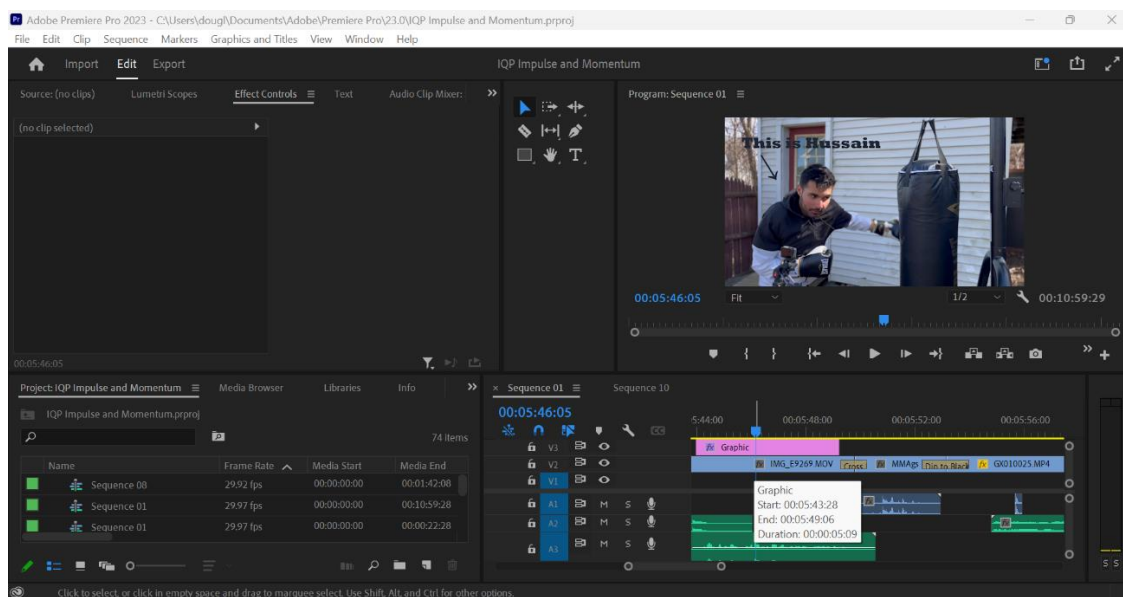 Adobe Premiere Pro 2023 - C:\Users\dougl\Documents\Adobe\Premiere Pro\23.0\IQP Impulse and Momentum.prproj
File Edit Clip Sequence Markers Graphics and Titles View Window Help
Import Edit Export IQP Impulse and Momentum
Source: (no clips) Lumetri Scopes Effect Controls Text Audio Clip Mixer:
(no clip selected)
00:05:46:05
T
Program: Sequence 01
This is Hussain
00:05:46:05 Fit 1/2 00:10:59:29
Project: IQP Impulse and Momentum Media Browser Libraries Info
IQP Impulse and Momentum.prproj
74 Items
Name Frame Rate Media Start Media End
Sequence 08 29.92 fps 00:00:00:00 00:01:42:08
Sequence 01 29.97 fps 00:00:00:00 00:10:59:28
Sequence 01 29.97 fps 00:00:00:00 00:00:22:28
× Sequence 01 Sequence 10
00:05:46:05
5:44:00 00:05:48:00 00:05:52:00 00:05:56:00
CC
V3 fx Graphic
V2 IMG_E9269.MOV Cross MMAgs Dip to Black fx GX010025.MP4
V1
A1 M S
A2 M S
A3 M S
Graphic
Start: 00:05:43:28
End: 00:05:49:06
Duration: 00:00:05:09
S S
Click to select, or click in empty space and drag to marquee select. Use Shift, Alt, and Ctrl for other options.